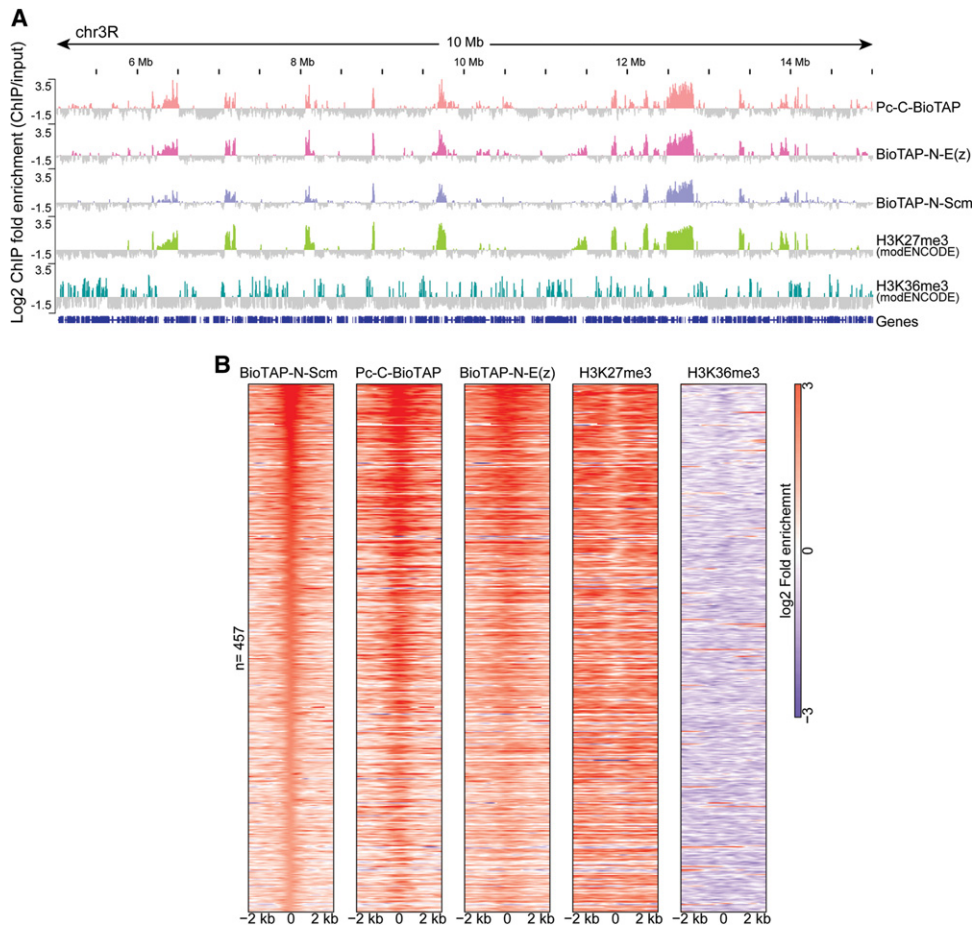 A
chr3R
10 Mb
6 Mb 8 Mb 10 Mb 12 Mb 14 Mb
Log2 ChIP fold enrichment (ChIP/input)
3.5
-1.5
Pc-C-BioTAP
3.5
-1.5
BioTAP-N-E(z)
3.5
-1.5
BioTAP-N-Scm
3.5
-1.5
H3K27me3
(modENCODE)
3.5
-1.5
H3K36me3
(modENCODE)
Genes
B
BioTAP-N-Scm Pc-C-BioTAP BioTAP-N-E(z) H3K27me3 H3K36me3
n= 457
3
0
−3
log2 Fold enrichemnt
−2 kb 0 2 kb −2 kb 0 2 kb −2 kb 0 2 kb −2 kb 0 2 kb −2 kb 0 2 kb